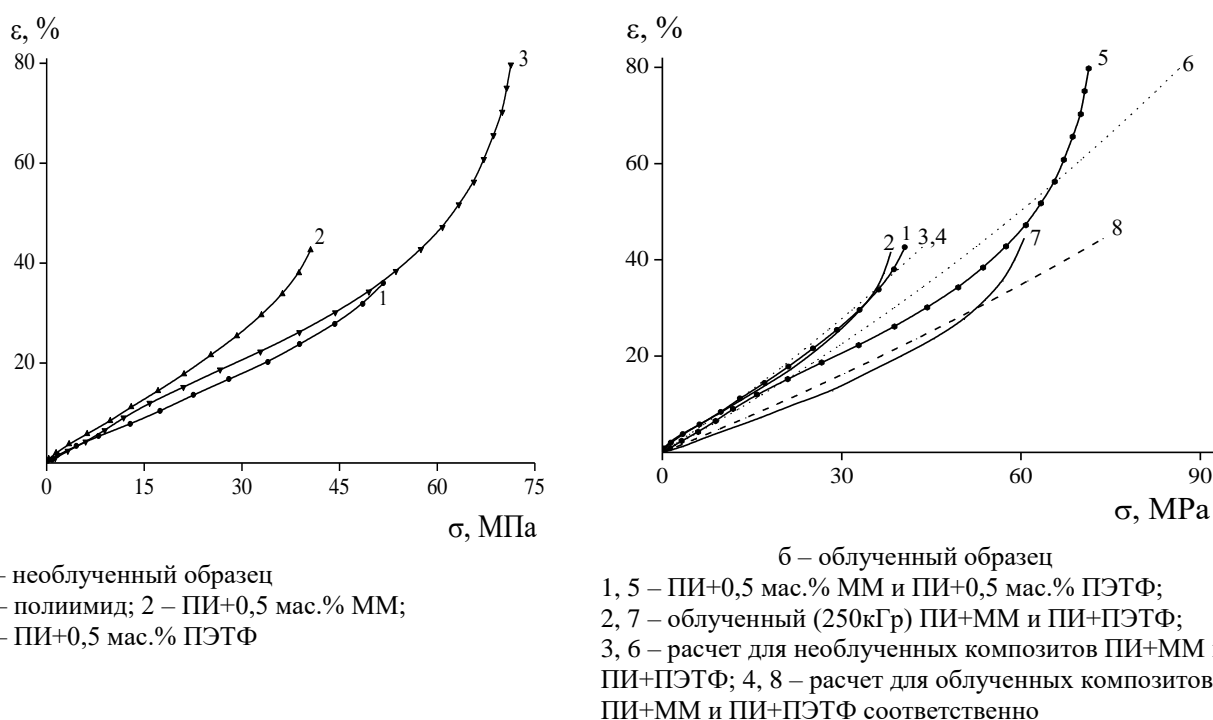 ε, %
80
60
40
20
0
15
30
45
60
75
σ, МПа
1
2
3
– необлученный образец
– полиимид; 2 – ПИ+0,5 мас.% ММ;
– ПИ+0,5 мас.% ПЭТФ
ε, %
80
60
40
20
0
30
60
90
σ, MPa
5
6
2
1
3,4
7
8
б – облученный образец
1, 5 – ПИ+0,5 мас.% ММ и ПИ+0,5 мас.% ПЭТФ;
2, 7 – облученный (250кГр) ПИ+ММ и ПИ+ПЭТФ;
3, 6 – расчет для необлученных композитов ПИ+ММ
ПИ+ПЭТФ; 4, 8 – расчет для облученных композитов
ПИ+ММ и ПИ+ПЭТФ соответственно